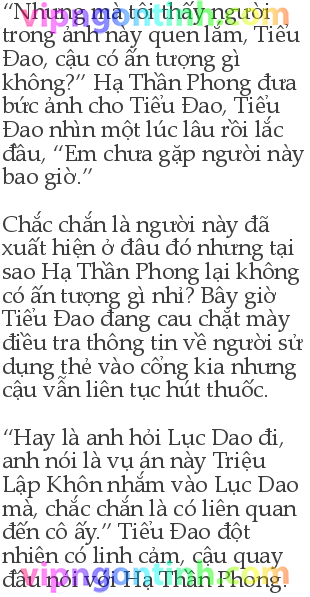 “Nhưng mà tôi thấy người
trong ảnh này quen lắm, Tiểu
Đao, cậu có ấn tượng gì
không?” Hạ Thần Phong đưa
bức ảnh cho Tiểu Đao, Tiểu
Đao nhìn một lúc lâu rồi lắc
đầu, “Em chưa gặp người này
bao giờ.”
Chắc chắn là người này đã
xuất hiện ở đâu đó nhưng tại
sao Hạ Thần Phong lại không
có ấn tượng gì nhỉ? Bây giờ
Tiểu Đao đang cau chặt mày
điều tra thông tin về người sử
dụng thẻ vào cổng kia nhưng
cậu vẫn liên tục hút thuốc.
“Hay là anh hỏi Lục Dao đi,
anh nói là vụ án này Triệu
Lập Khôn nhắm vào Lục Dao
mà, chắc chắn là có liên quan
đến cô ấy.” Tiểu Đao đột
nhiên có linh cảm, cậu quay
đầu nói với Hạ Thần Phong.
vipngontinh.com
vipngontinh.com